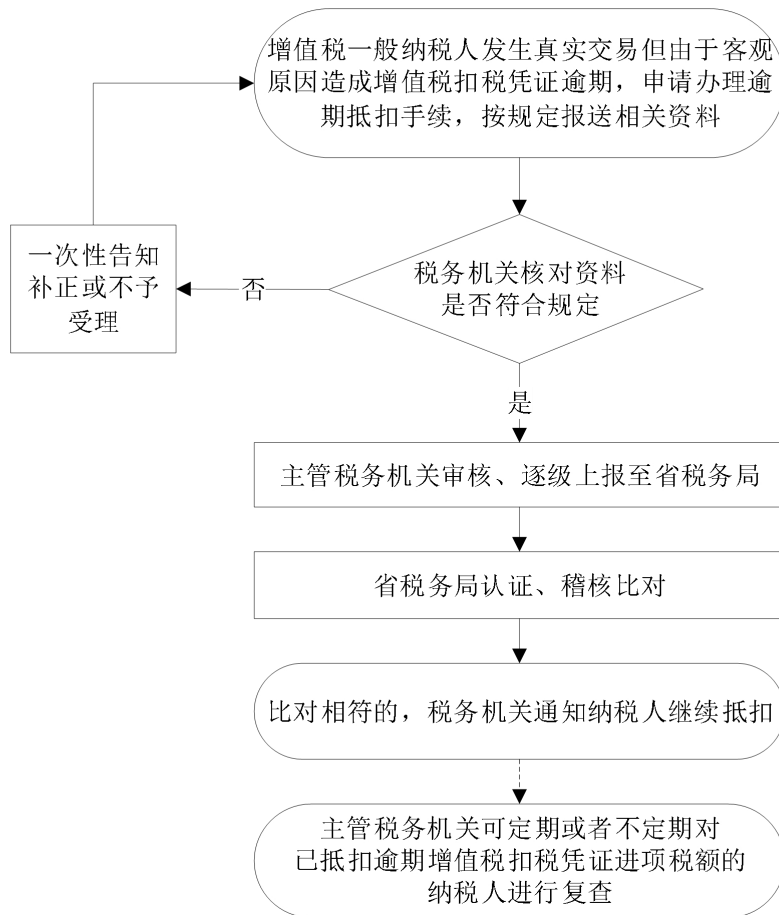 增值税一般纳税人发生真实交易但由于客观
原因造成增值税扣税凭证逾期，申请办理逾
期抵扣手续，按规定报送相关资料
税务机关核对资料
是否符合规定
否
一次性告知
补正或不予
受理
是
主管税务机关审核、逐级上报至省税务局
省税务局认证、稽核比对
比对相符的，税务机关通知纳税人继续抵扣
主管税务机关可定期或者不定期对
已抵扣逾期增值税扣税凭证进项税额的
纳税人进行复查